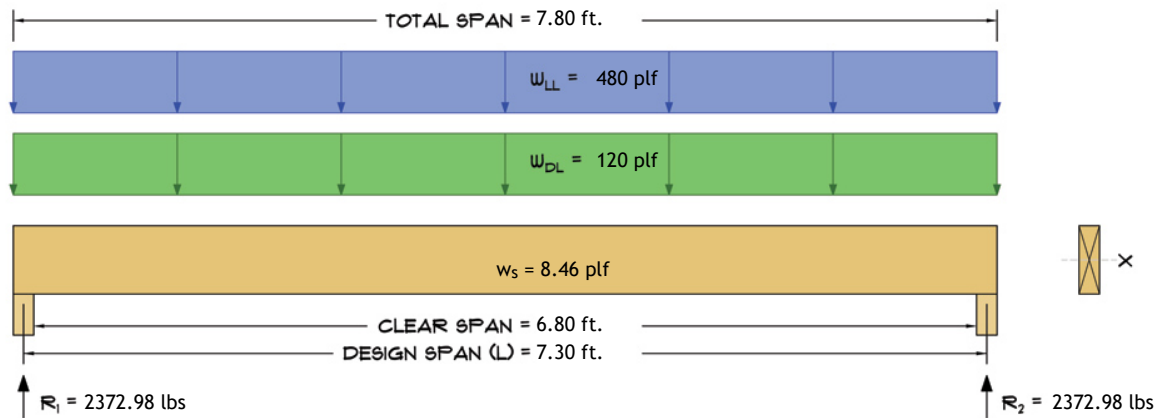 TOTAL SPAN = 7.80 ft.
WLL = 480 plf
WDL = 120 plf
ws = 8.46 plf
X
CLEAR SPAN = 6.80 ft.
DESIGN SPAN (L) = 7.30 ft.
R1 = 2372.98 lbs
R2 = 2372.98 lbs